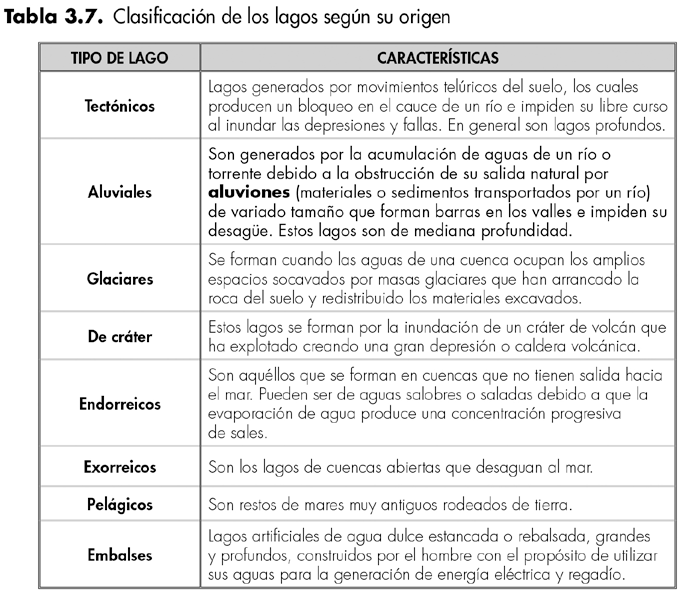 Tabla 3.7. Clasificación de los lagos según su origen
TIPO DE LAGO
CARACTERÍSTICAS
Tectónicos
Lagos generados por movimientos telúricos del suelo, los cuales
producen un bloqueo en el cauce de un río e impiden su libre curso
al inundar las depresiones y fallas. En general son lagos profundos.
Aluviales
Son generados por la acumulación de aguas de un río o
torrente debido a la obstrucción de su salida natural por
aluviones (materiales o sedimentos transportados por un río)
de variado tamaño que forman barras en los valles e impiden su
desagüe. Estos lagos son de mediana profundidad.
Glaciares
Se forman cuando las aguas de una cuenca ocupan los amplios
espacios socavados por masas glaciares que han arrancado la
roca del suelo y redistribuido los materiales excavados.
De cráter
Estos lagos se forman por la inundación de un cráter de volcán que
ha explotado creando una gran depresión o caldera volcánica.
Endorreicos
Son aquéllos que se forman en cuencas que no tienen salida hacia
el mar. Pueden ser de aguas salobres o saladas debido a que la
evaporación de agua produce una concentración progresiva
de sales.
Exorreicos
Son los lagos de cuencas abiertas que desaguan al mar.
Pelágicos
Son restos de mares muy antiguos rodeados de tierra.
Embalses
Lagos artificiales de agua dulce estancada o rebalsada, grandes
y profundos, construidos por el hombre con el propósito de utilizar
sus aguas para la generación de energía eléctrica y regadío.